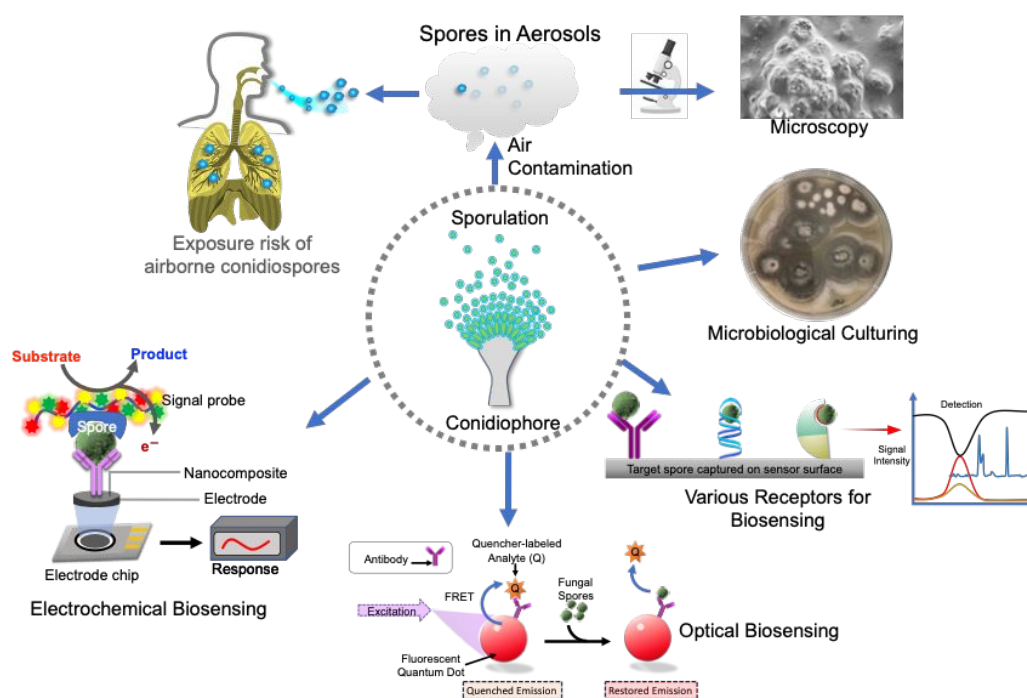 Spores in Aerosols
Microscopy
Air
Contamination
Exposure risk of
airborne conidiospores
Sporulation
Conidiophore
Microbiological Culturing
Substrate
Product
Signal probe
Spore
e⁻
Nanocomposite
Electrode
Electrode chip
Response
Electrochemical Biosensing
Target spore captured on sensor surface
Various Receptors for
Biosensing
Detection
Signal
Intensity
Antibody
Quencher-labeled
Analyte (Q)
Q
FRET
Excitation
Fluorescent
Quantum Dot
Quenched Emission
Fungal
Spores
Q
Restored Emission
Optical Biosensing